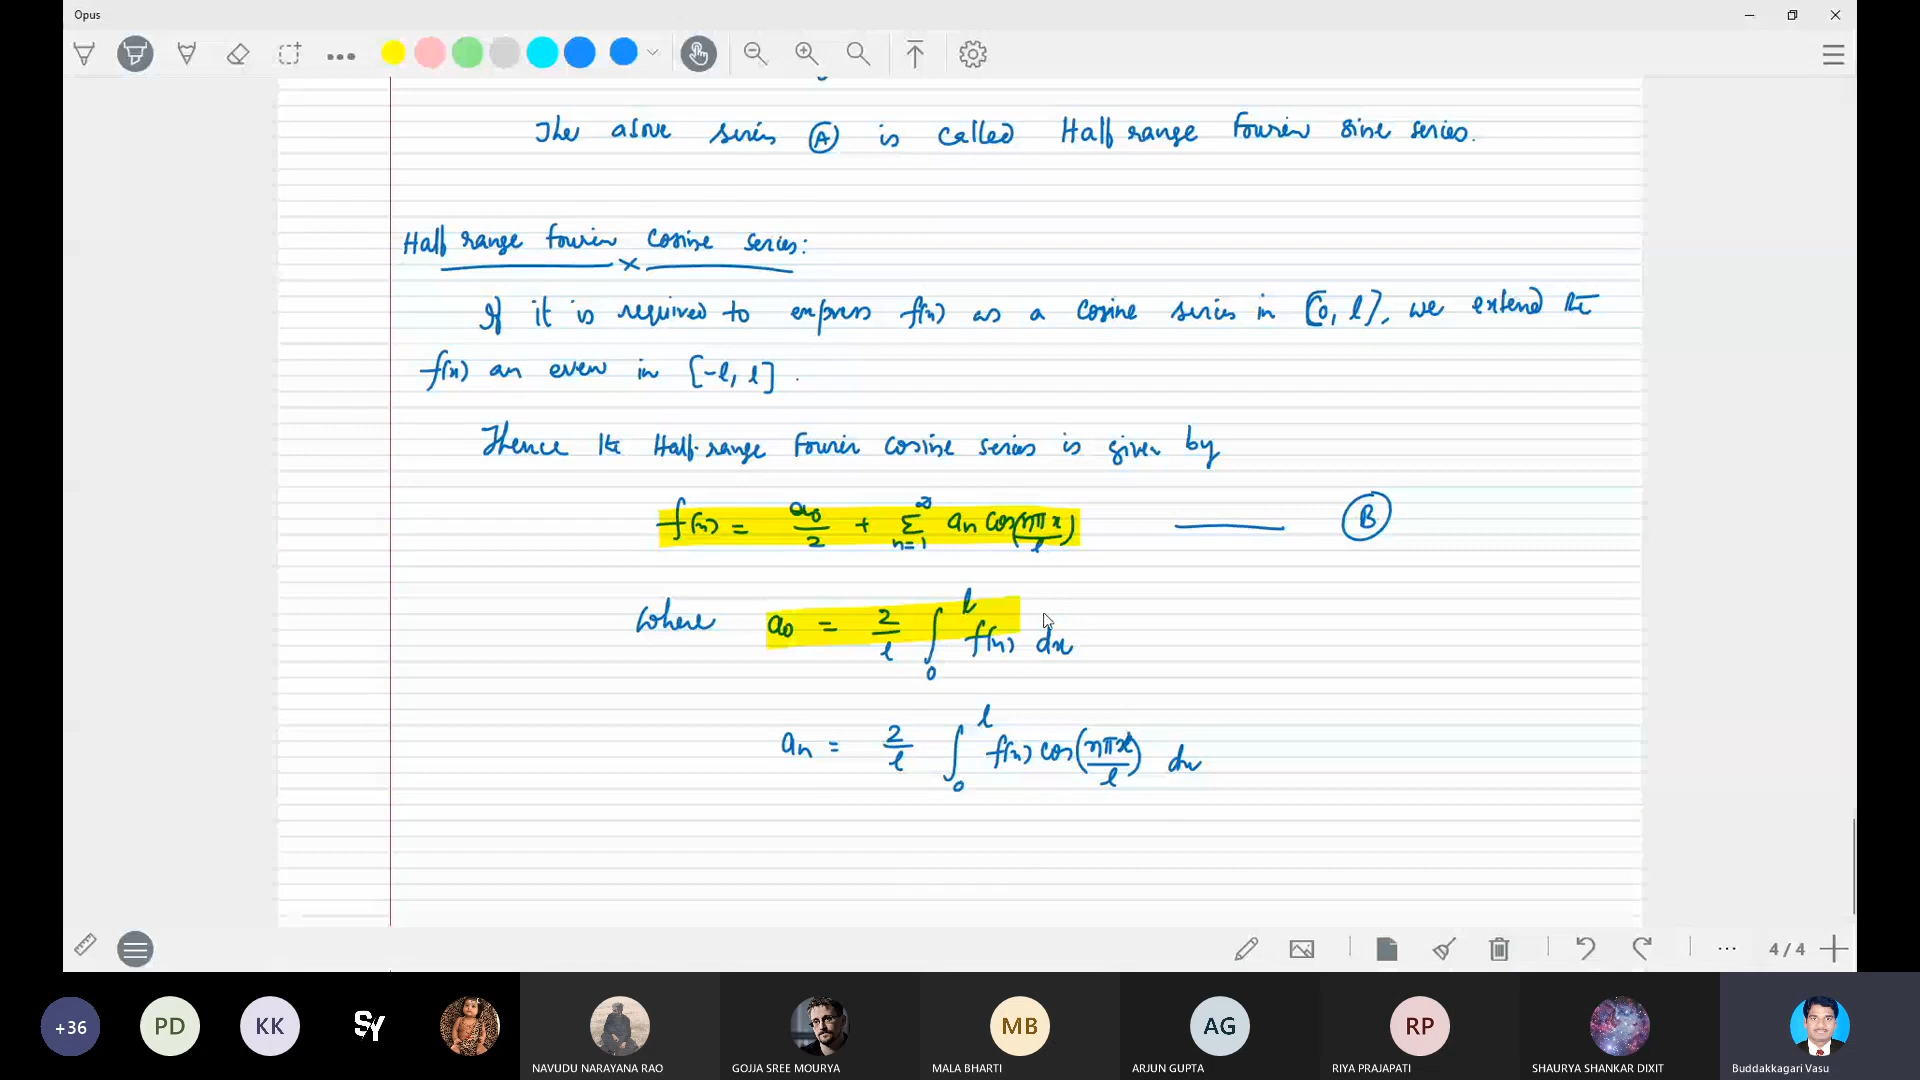 Opus
The above series (A) is called Half range Fourier sine series.
Half range Fourier Cosine series:
If it is required to express f(x) as a Cosine series in [0, l], we extend the
f(x) an even in [-l, l].
Thence the Half-range Fourier cosine series is given by
f(x) = a0/2 + Σ n=1 ∞ an cos(nπx/l) —— (B)
where a0 = 2/l ∫ 0 l f(x) dx
an = 2/l ∫ 0 l f(x) cos(nπx/l) dx
4 / 4
+36
PD
KK
SY
MB
AG
RP
NAVUDU NARAYANA RAO
GOJJA SREE MOURYA
MALA BHARTI
ARJUN GUPTA
RIYA PRAJAPATI
SHAURYA SHANKAR DIXIT
Buddakkagari Vasu